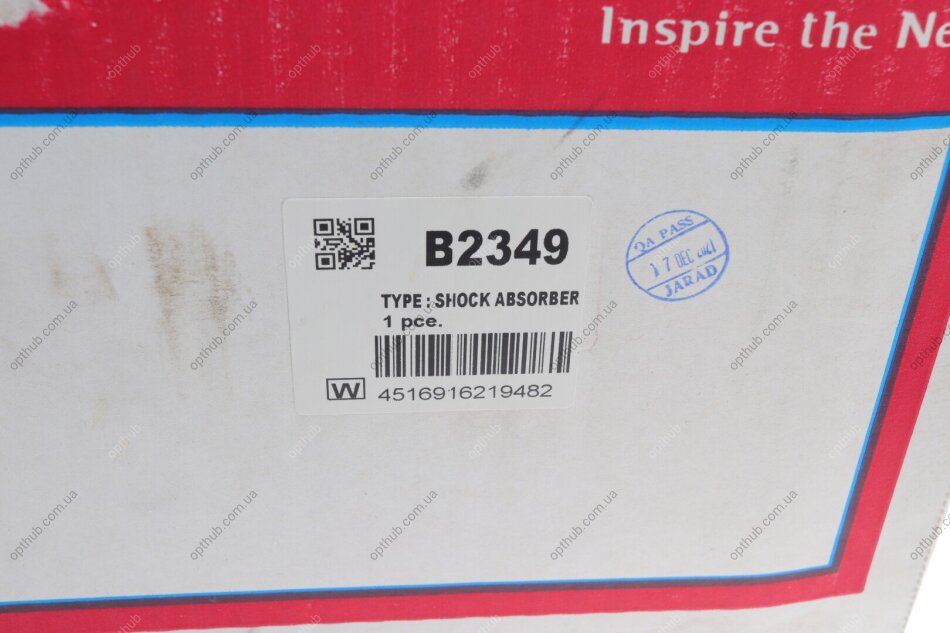 Inspire the Ne
B2349
TYPE : SHOCK ABSORBER
1 pce.
W
4516916219482
QA PASS
17 DEC 2021
JARAD
opthub.com.ua